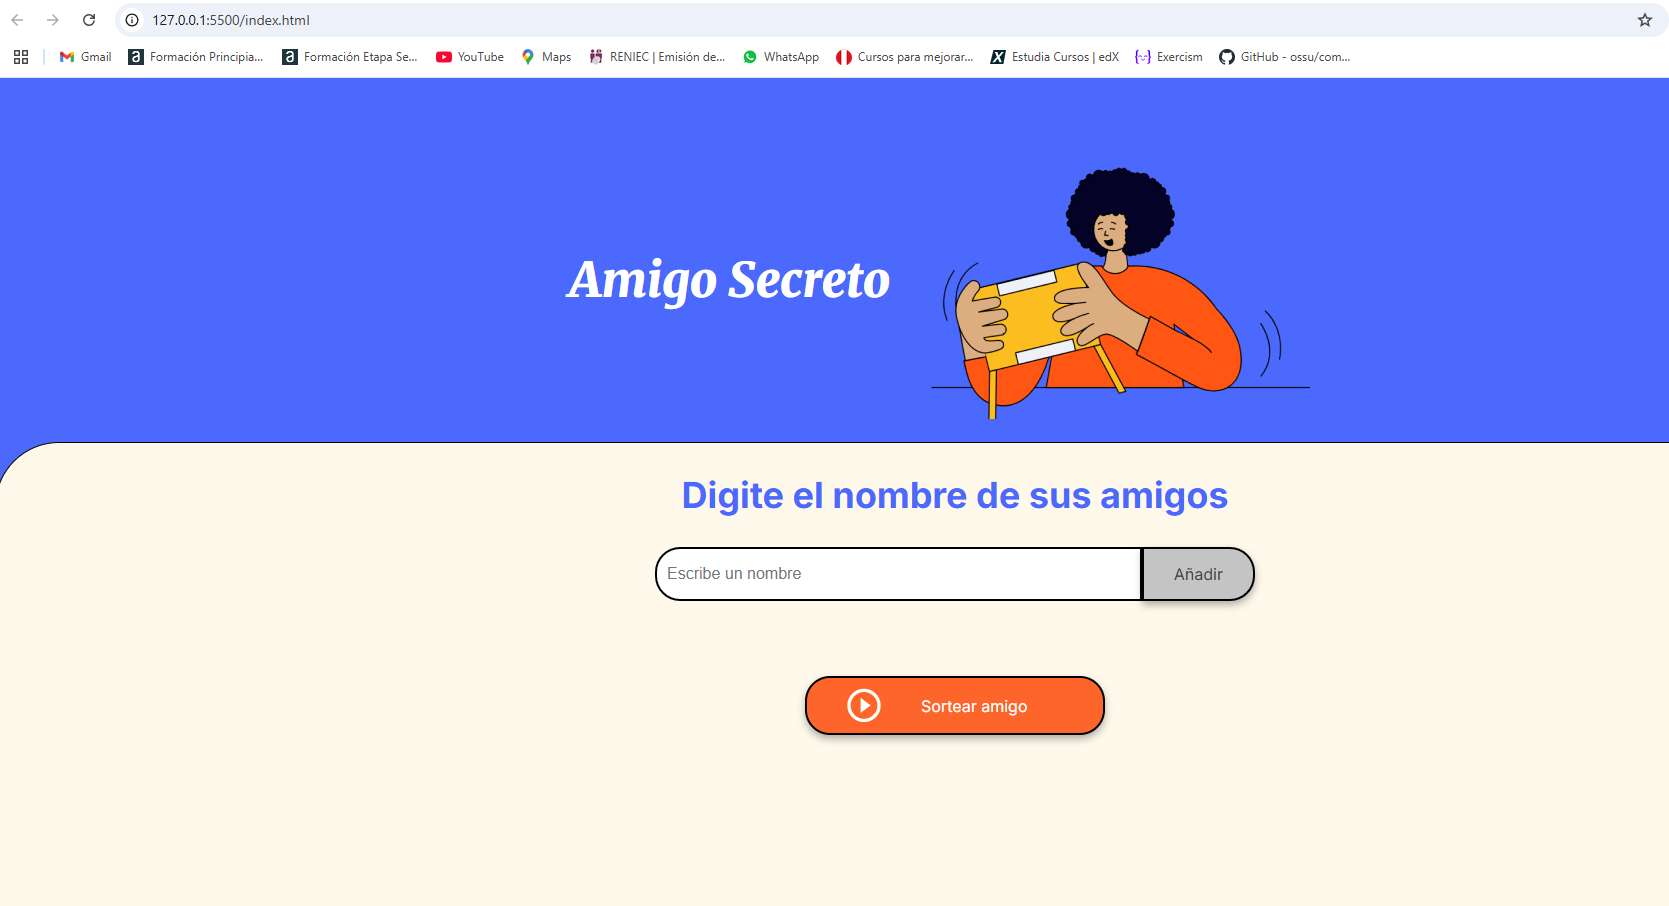 127.0.0.1:5500/index.html
Gmail
Formación Principia...
Formación Etapa Se...
YouTube
Maps
RENIEC | Emisión de...
WhatsApp
Cursos para mejorar...
Estudia Cursos | edX
Exercism
GitHub - ossu/com...
Amigo Secreto
Digite el nombre de sus amigos
Escribe un nombre
Añadir
Sortear amigo